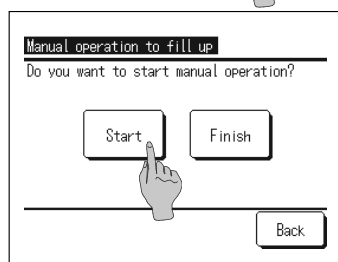 Manual operation to fill up
Do you want to start manual operation?
Start
Finish
Back